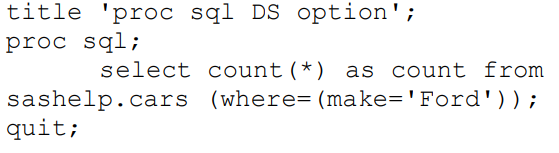 title 'proc sql DS option';
proc sql;
      select count(*) as count from
sashelp.cars (where=(make='Ford'));
quit;